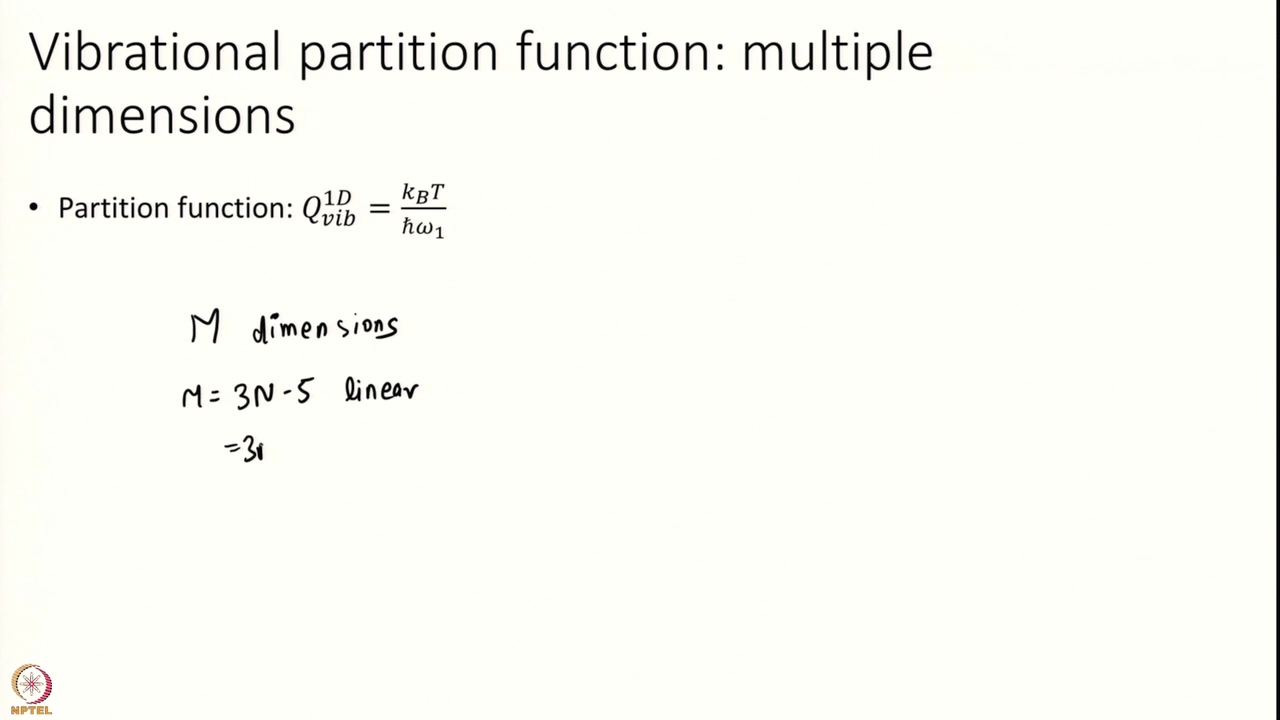 Vibrational partition function: multiple
dimensions
• Partition function: $Q_{vib}^{1D} = \frac{k_B T}{\hbar\omega_1}$
M dimensions
M = 3N - 5 linear
= 3
NPTEL